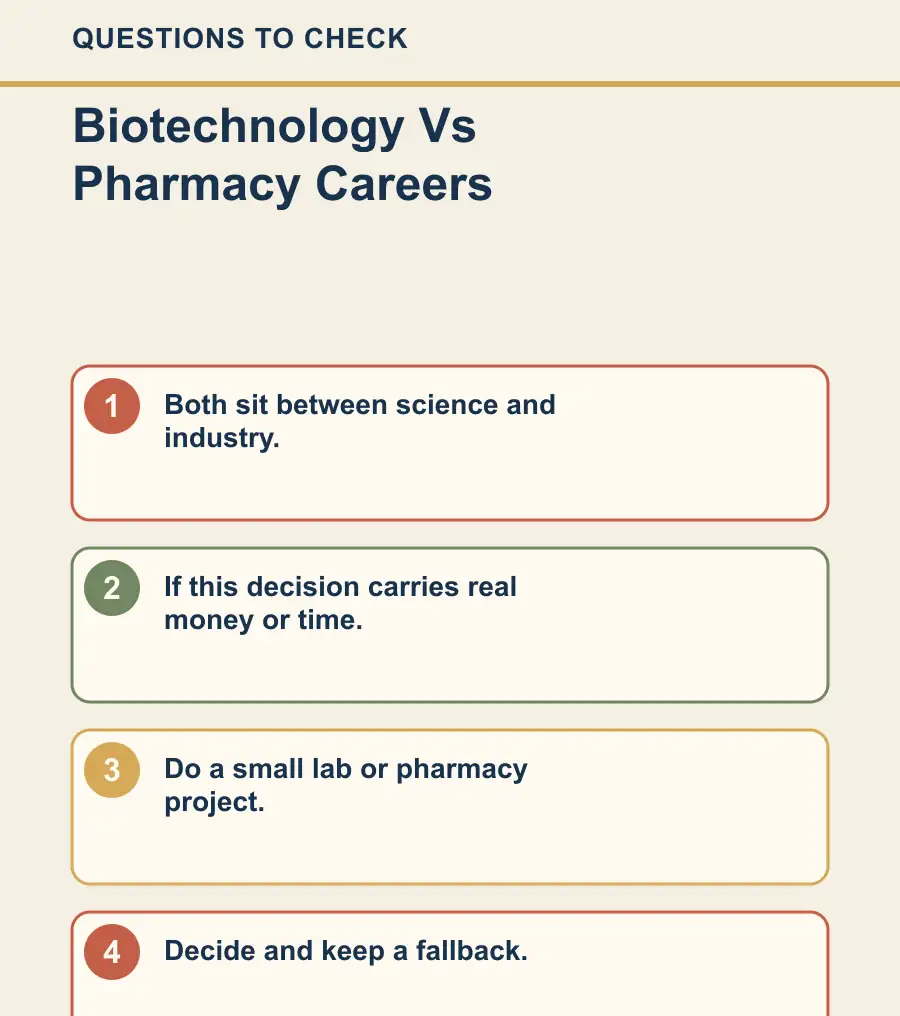 QUESTIONS TO CHECK
Biotechnology Vs
Pharmacy Careers
1
Both sit between science and
industry.
2
If this decision carries real
money or time.
3
Do a small lab or pharmacy
project.
4
Decide and keep a fallback.